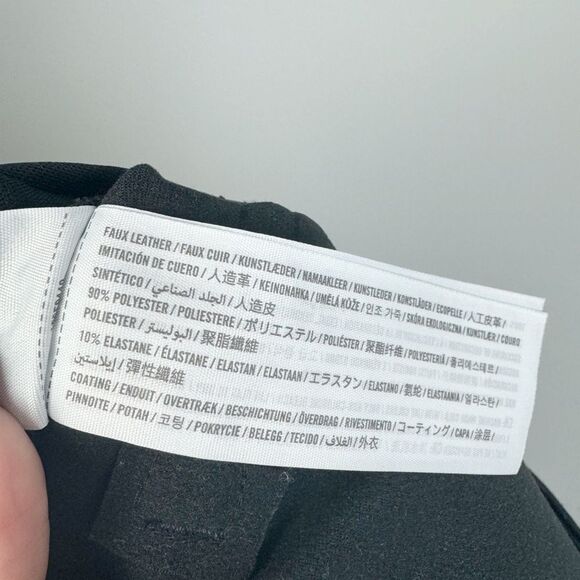 FAUX LEATHER / FAUX CUIR / KUNSTLÆDER / NAMAAKLEER / KUNSTLEDER / KONSTLÄDER / ECOPELLE / 人工皮革 /
IMITACIÓN DE CUERO / 人造革 / KEINONAHKA / UMĚLÁ KŮŽE / 인조 가죽 / SKÓRA EKOLOGICZNA / KUNSTLÆR / COURO
SINTÉTICO / الجلد الصناعي / 人造皮
90% POLYESTER / POLIESTERE / ポリエステル / POLIÉSTER / 聚酯纤维 / POLYESTERIÄ / 폴리에스테르 /
POLIESTER / البوليستر / 聚脂纖維
10% ELASTANE / ÉLASTANE / ELASTAN / ELASTAAN / エラスタン / ELASTANO / 氨纶 / ELASTAANIA / 엘라스탄 /
إيلاستين / 彈性纖維
COATING / ENDUIT / OVERTRÆK / BESCHICHTUNG / ÖVERDRAG / RIVESTIMENTO / コーティング / CAPA / 涂层 /
PINNOITE / POTAH / 코팅 / POKRYCIE / BELEGG / TECIDO / الغلاف / 外衣